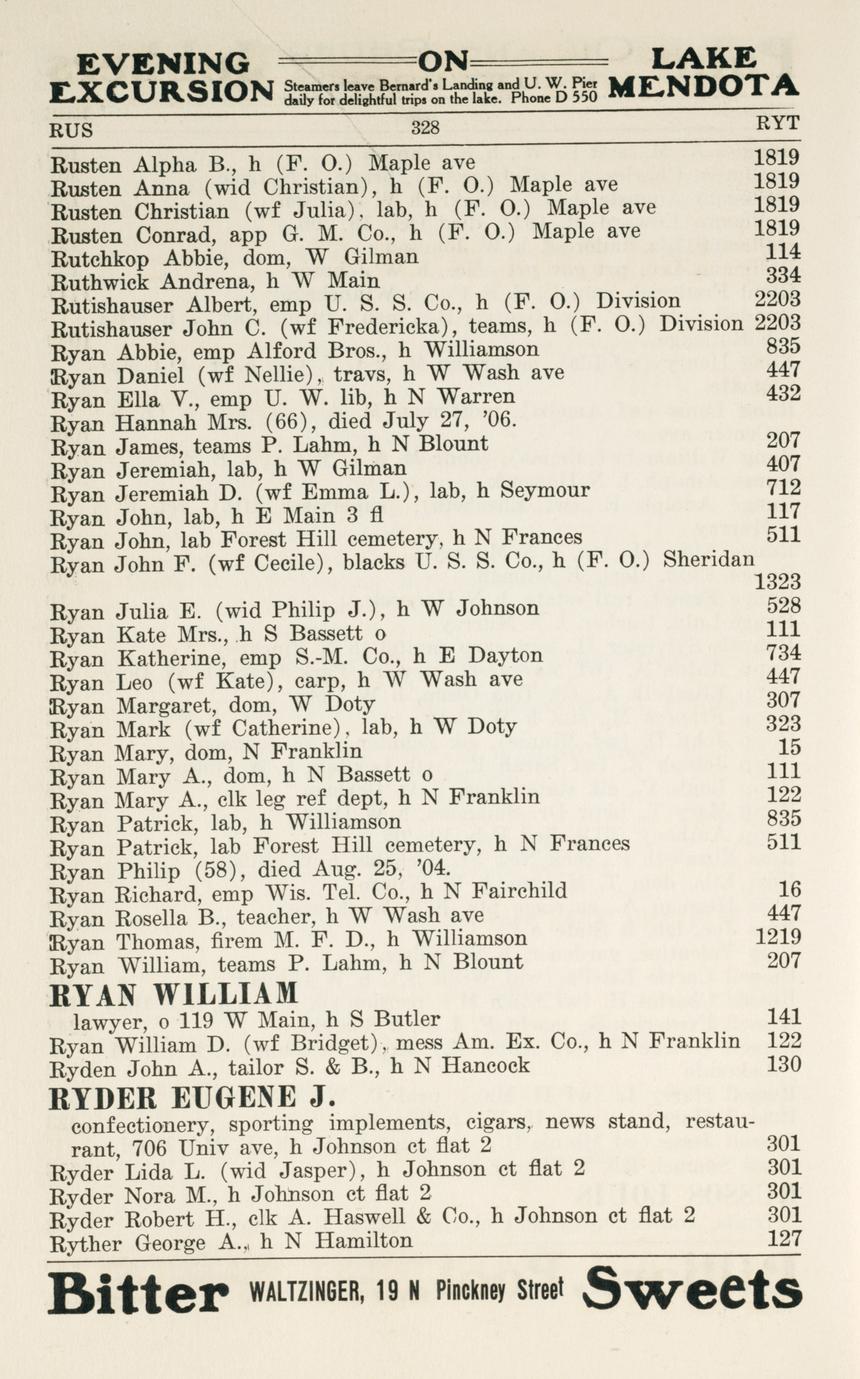 EVENING ON LAKE
EXCURSION Steamers leave Bernard's Landing and U. W. Pier daily for delightful trips on the lake. Phone D 550 MENDOTA
RUS 328 RYT
Rusten Alpha B., h (F. O.) Maple ave 1819
Rusten Anna (wid Christian), h (F. O.) Maple ave 1819
Rusten Christian (wf Julia), lab, h (F. O.) Maple ave 1819
Rusten Conrad, app G. M. Co., h (F. O.) Maple ave 1819
Rutchkop Abbie, dom, W Gilman 114
Ruthwick Andrena, h W Main 334
Rutishauser Albert, emp U. S. S. Co., h (F. O.) Division 2203
Rutishauser John C. (wf Fredericka), teams, h (F. O.) Division 2203
Ryan Abbie, emp Alford Bros., h Williamson 835
Ryan Daniel (wf Nellie), travs, h W Wash ave 447
Ryan Ella V., emp U. W. lib, h N Warren 432
Ryan Hannah Mrs. (66), died July 27, '06.
Ryan James, teams P. Lahm, h N Blount 207
Ryan Jeremiah, lab, h W Gilman 407
Ryan Jeremiah D. (wf Emma L.), lab, h Seymour 712
Ryan John, lab, h E Main 3 fl 117
Ryan John, lab Forest Hill cemetery, h N Frances 511
Ryan John F. (wf Cecile), blacks U. S. S. Co., h (F. O.) Sheridan
1323
Ryan Julia E. (wid Philip J.), h W Johnson 528
Ryan Kate Mrs., h S Bassett o 111
Ryan Katherine, emp S.-M. Co., h E Dayton 734
Ryan Leo (wf Kate), carp, h W Wash ave 447
Ryan Margaret, dom, W Doty 307
Ryan Mark (wf Catherine), lab, h W Doty 323
Ryan Mary, dom, N Franklin 15
Ryan Mary A., dom, h N Bassett o 111
Ryan Mary A., clk leg ref dept, h N Franklin 122
Ryan Patrick, lab, h Williamson 835
Ryan Patrick, lab Forest Hill cemetery, h N Frances 511
Ryan Philip (58), died Aug. 25, '04.
Ryan Richard, emp Wis. Tel. Co., h N Fairchild 16
Ryan Rosella B., teacher, h W Wash ave 447
Ryan Thomas, firem M. F. D., h Williamson 1219
Ryan William, teams P. Lahm, h N Blount 207
RYAN WILLIAM
lawyer, o 119 W Main, h S Butler 141
Ryan William D. (wf Bridget), mess Am. Ex. Co., h N Franklin 122
Ryden John A., tailor S. & B., h N Hancock 130
RYDER EUGENE J.
confectionery, sporting implements, cigars, news stand, restau-
rant, 706 Univ ave, h Johnson ct flat 2 301
Ryder Lida L. (wid Jasper), h Johnson ct flat 2 301
Ryder Nora M., h Johnson ct flat 2 301
Ryder Robert H., clk A. Haswell & Co., h Johnson ct flat 2 301
Ryther George A., h N Hamilton 127
Bitter WALTZINGER, 19 N Pinckney Street Sweets